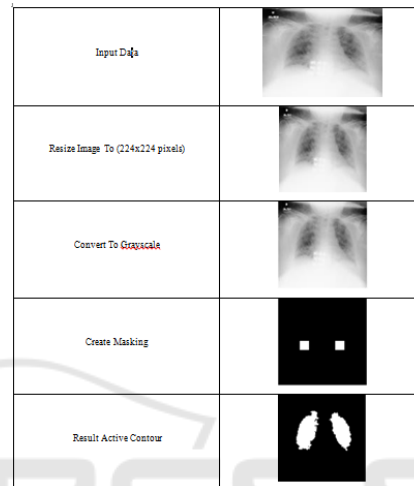 Input Data
Resize Image To (224x224 pixels)
Convert To Grayscale
Create Masking
Result Active Contour